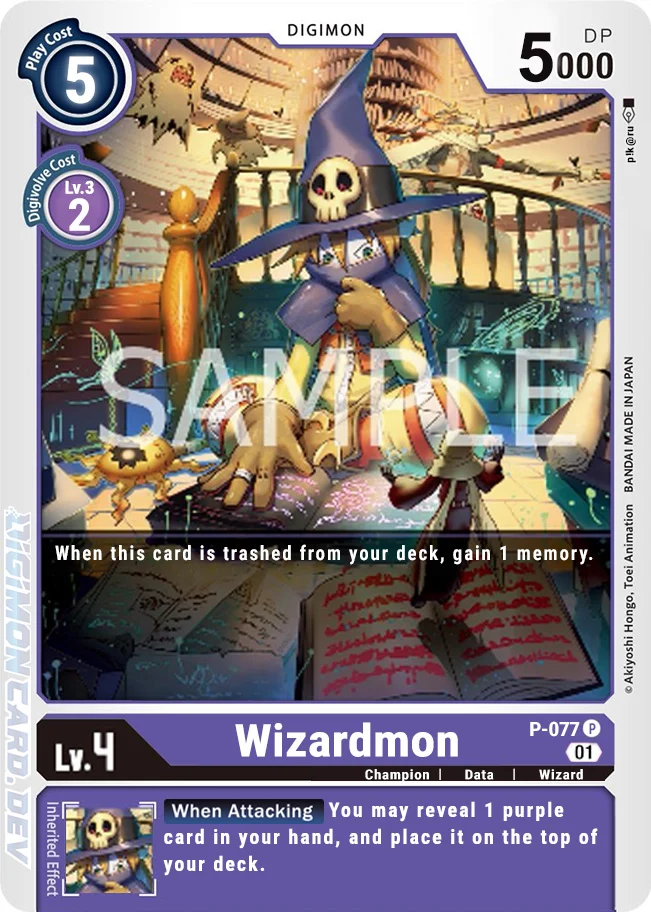 DIGIMON
Play Cost
5
DP
5000
p!k@ru
Digivolve Cost
Lv.3
2
SAMPLE
When this card is trashed from your deck, gain 1 memory.
© Akiyoshi Hongo, Toei Animation BANDAI MADE IN JAPAN
DIGIMON CARD.DEV
Lv.4
Wizardmon
P-077 P
01
Champion | Data | Wizard
Inherited Effect
When Attacking You may reveal 1 purple
card in your hand, and place it on the top of
your deck.